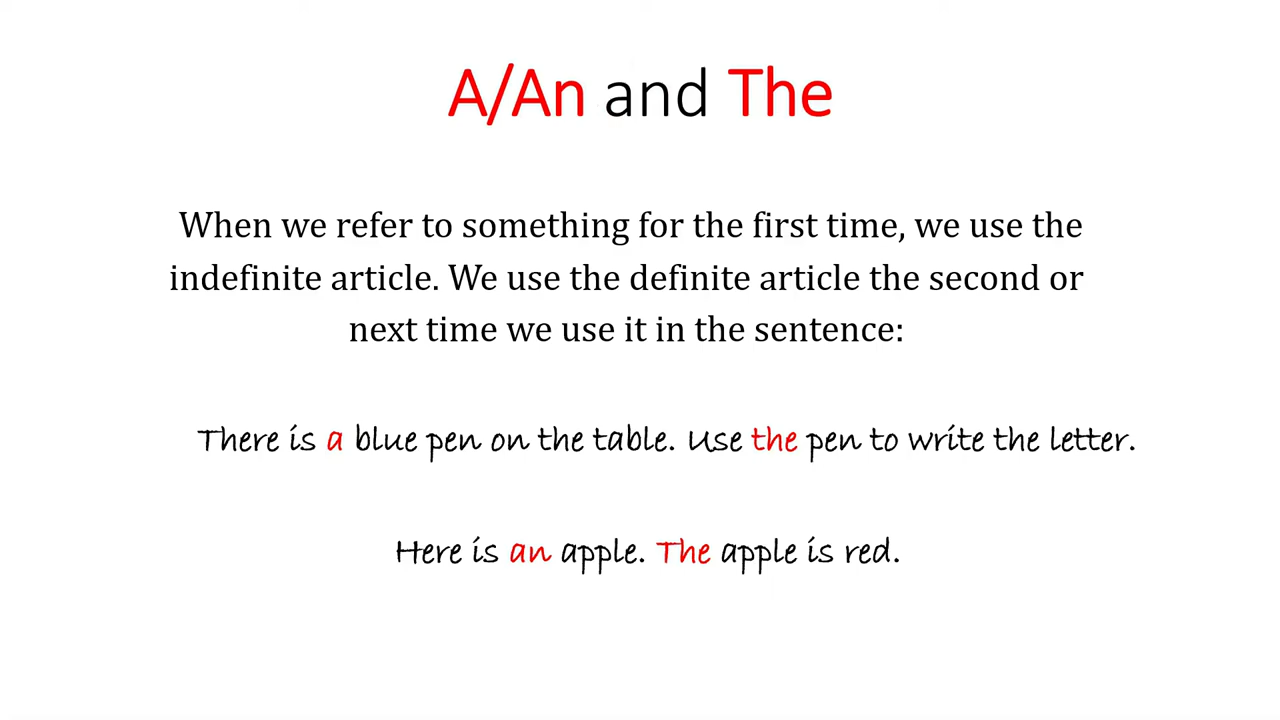 A/An and The
When we refer to something for the first time, we use the
indefinite article. We use the definite article the second or
next time we use it in the sentence:
There is a blue pen on the table. Use the pen to write the letter.
Here is an apple. The apple is red.